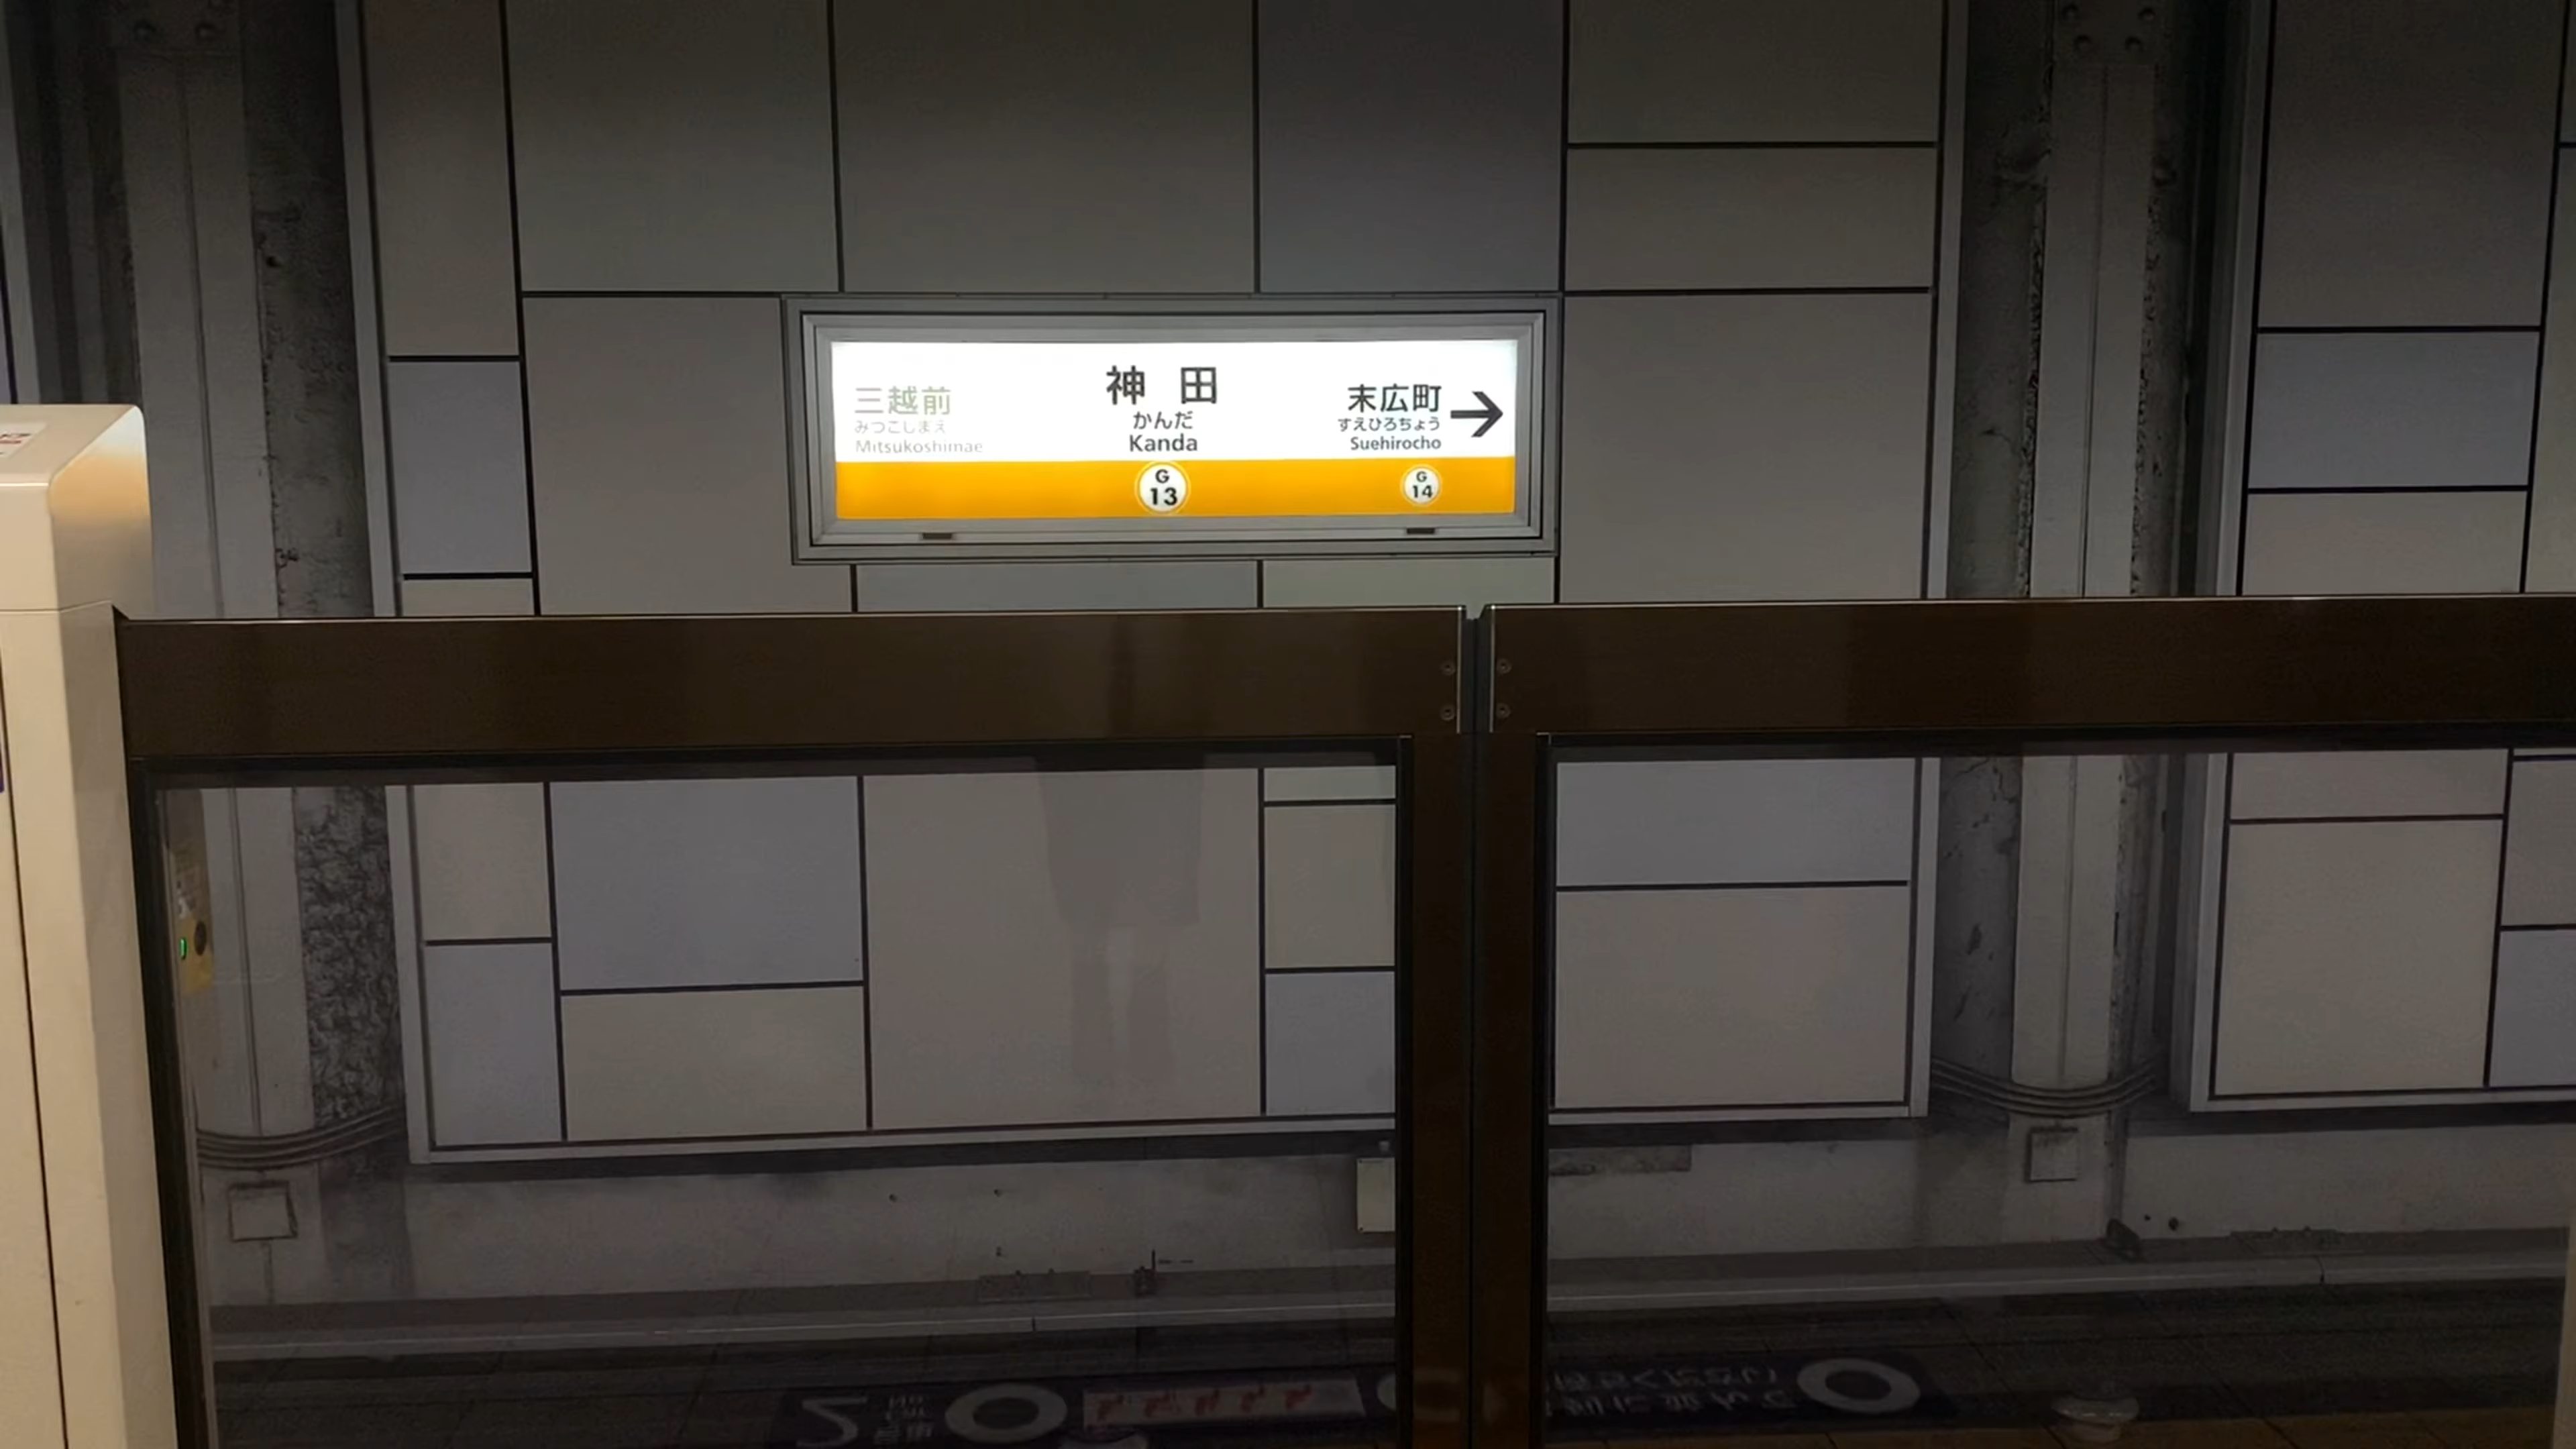 三越前
みつこしまえ
Mitsukoshimae
神田
かんだ
Kanda
G
13
末広町
すえひろちょう
Suehirocho
G
14